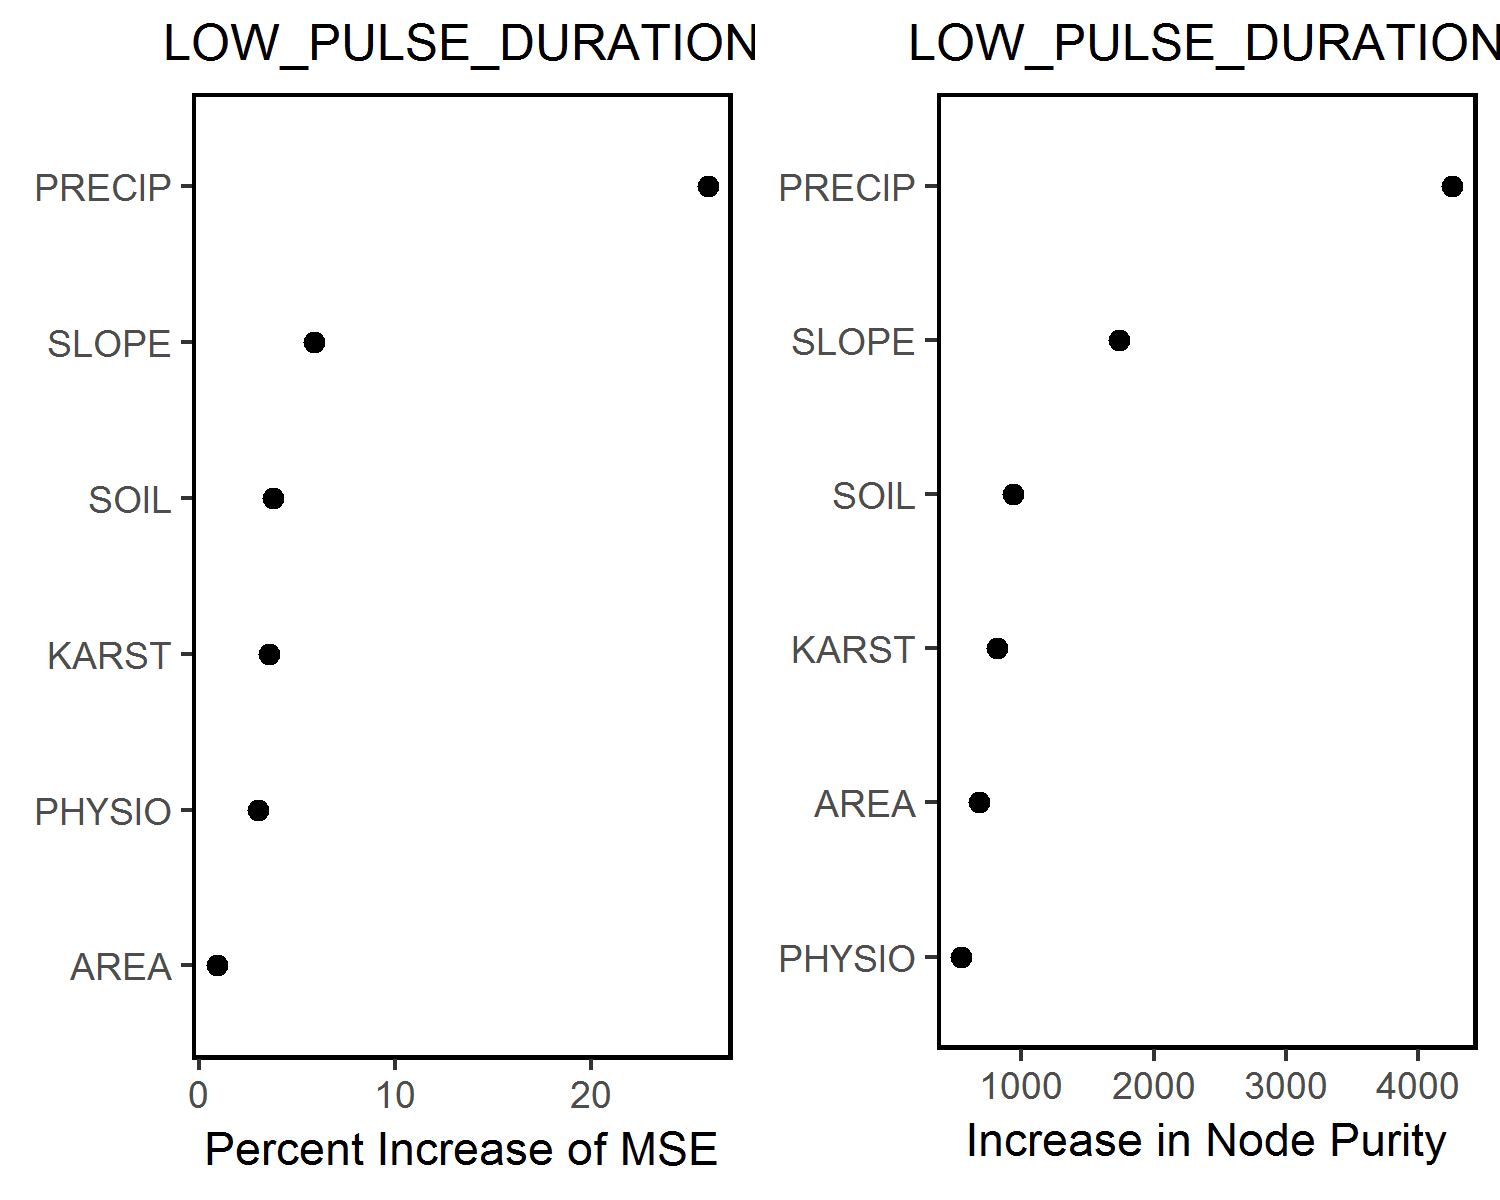 LOW_PULSE_DURATION
PRECIP
SLOPE
SOIL
KARST
PHYSIO
AREA
0 10 20
Percent Increase of MSE
LOW_PULSE_DURATION
PRECIP
SLOPE
SOIL
KARST
AREA
PHYSIO
1000 2000 3000 4000
Increase in Node Purity